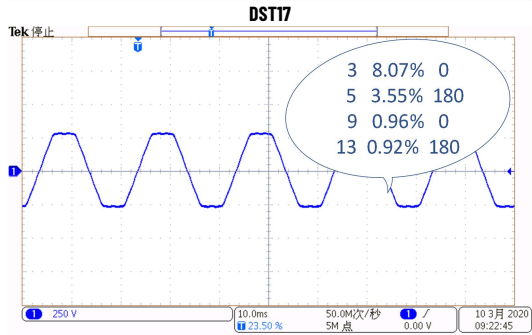 DST17
Tek 停止
T
T
3 8.07% 0
5 3.55% 180
9 0.96% 0
13 0.92% 180
1
1 250 V
10.0ms 50.0M次/秒 1 /
T 23.50 % 5M 点 0.00 V
10 3月 2020
09:22:45